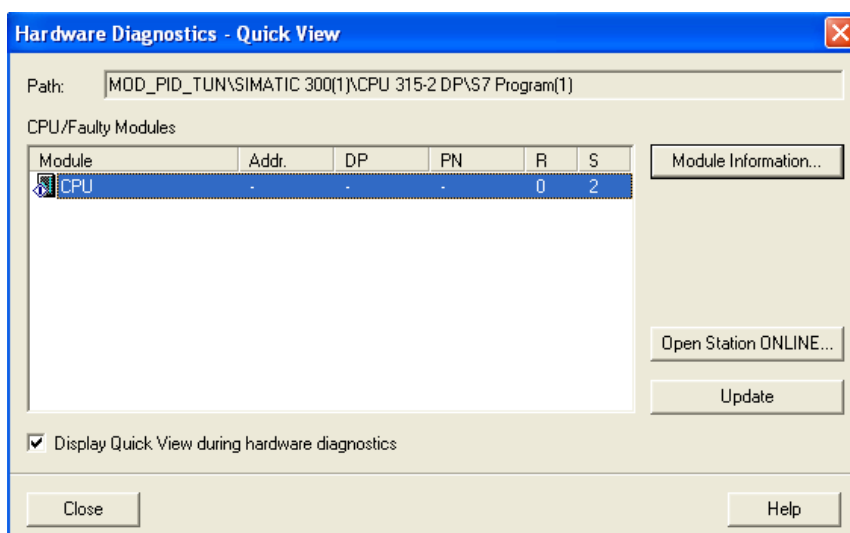 Hardware Diagnostics - Quick View
Path: MOD_PID_TUN\SIMATIC 300(1)\CPU 315-2 DP\S7 Program(1)
CPU/Faulty Modules
Module Addr. DP PN R S
CPU - - - 0 2
Module Information...
Open Station ONLINE...
Update
Display Quick View during hardware diagnostics
Close Help